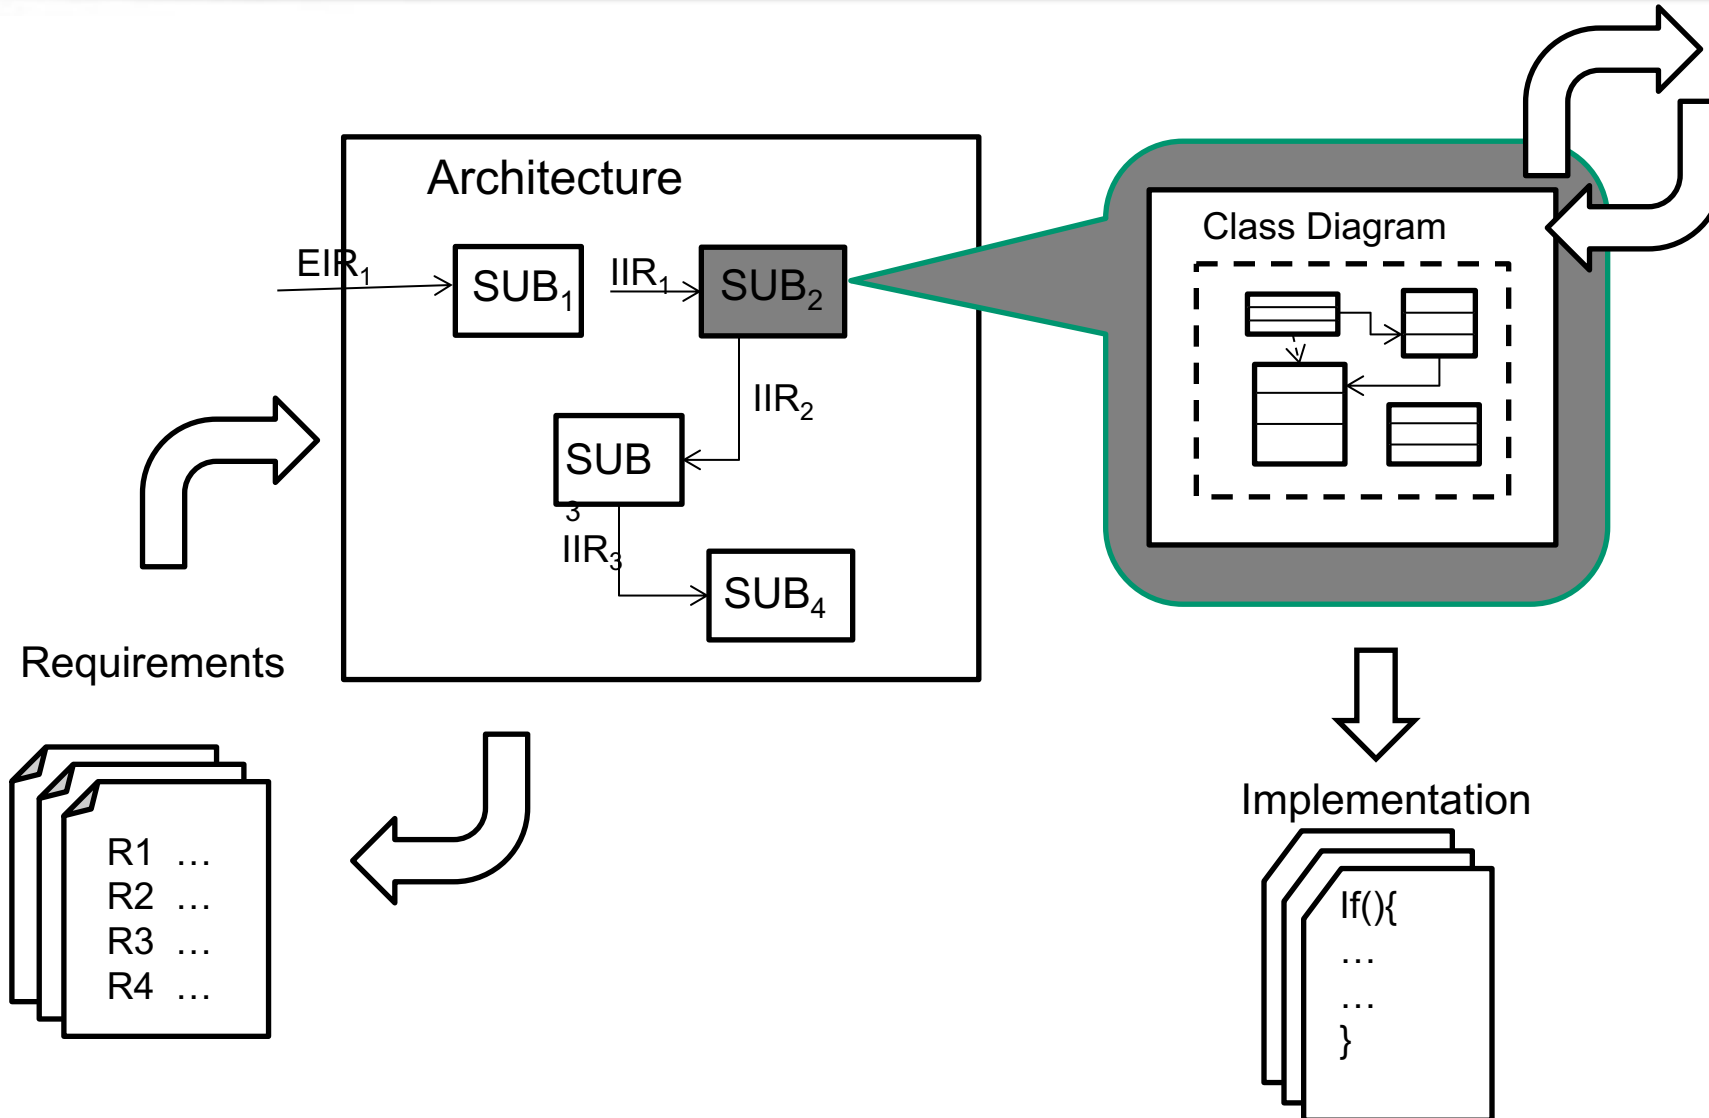 Architecture
EIR1
SUB1
IIR1
SUB2
IIR2
SUB
3
IIR3
SUB4
Class Diagram
Requirements
R1 …
R2 …
R3 …
R4 …
Implementation
If(){
…
…
}